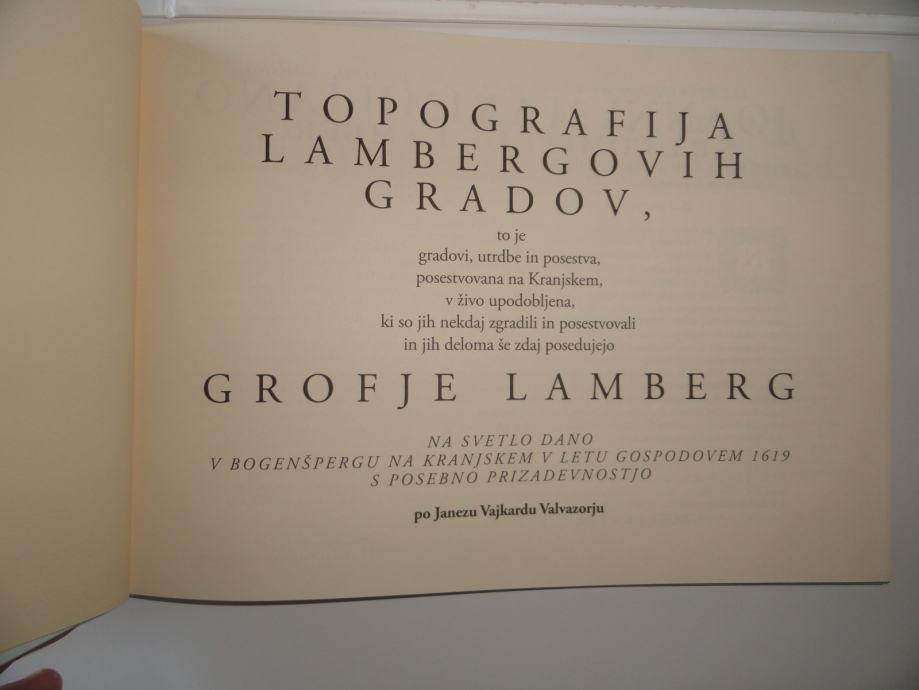 TOPOGRAFIJA
LAMBERGOVIH
GRADOV,
to je
gradovi, utrdbe in posestva,
posestvovana na Kranjskem,
v živo upodobljena,
ki so jih nekdaj zgradili in posestvovali
in jih deloma še zdaj posedujejo
GROFJE LAMBERG
NA SVETLO DANO
V BOGENŠPERGU NA KRANJSKEM V LETU GOSPODOVEM 1619
S POSEBNO PRIZADEVNOSTJO
po Janezu Vajkardu Valvazorju